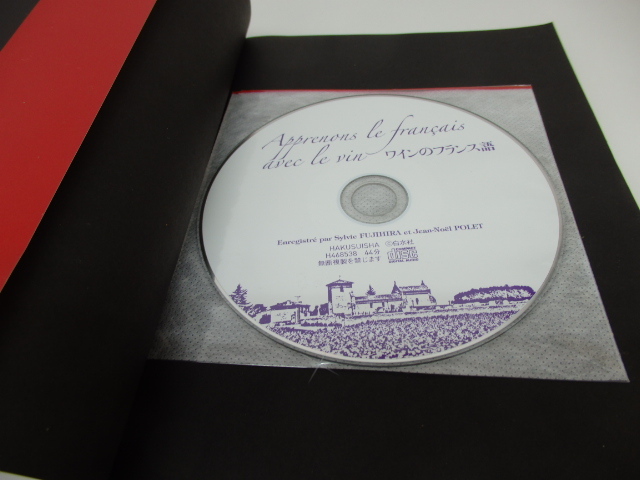 Apprenons le français
avec le vin ワインのフランス語
Enregistré par Sylvie FUJIHIRA et Jean-Noël POLET
HAKUSUISHA Ⓒ白水社
H468538 44分
無断複製を禁じます